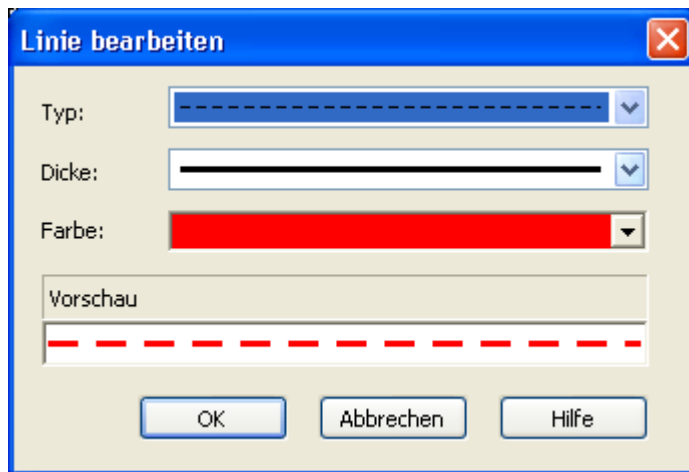 Linie bearbeiten
Typ:
Dicke:
Farbe:
Vorschau
OK Abbrechen Hilfe